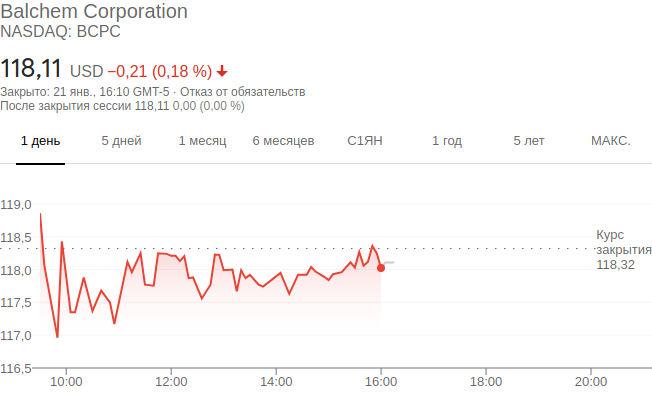 Balchem Corporation
NASDAQ: BCPC
118,11 USD −0,21 (0,18 %)
Закрыто: 21 янв., 16:10 GMT-5 · Отказ от обязательств
После закрытия сессии 118,11 0,00 (0,00 %)
1 день 5 дней 1 месяц 6 месяцев С1ЯН 1 год 5 лет МАКС.
119,0
118,5
118,0
117,5
117,0
116,5
Курс
закрытия
118,32
10:00 12:00 14:00 16:00 18:00 20:00